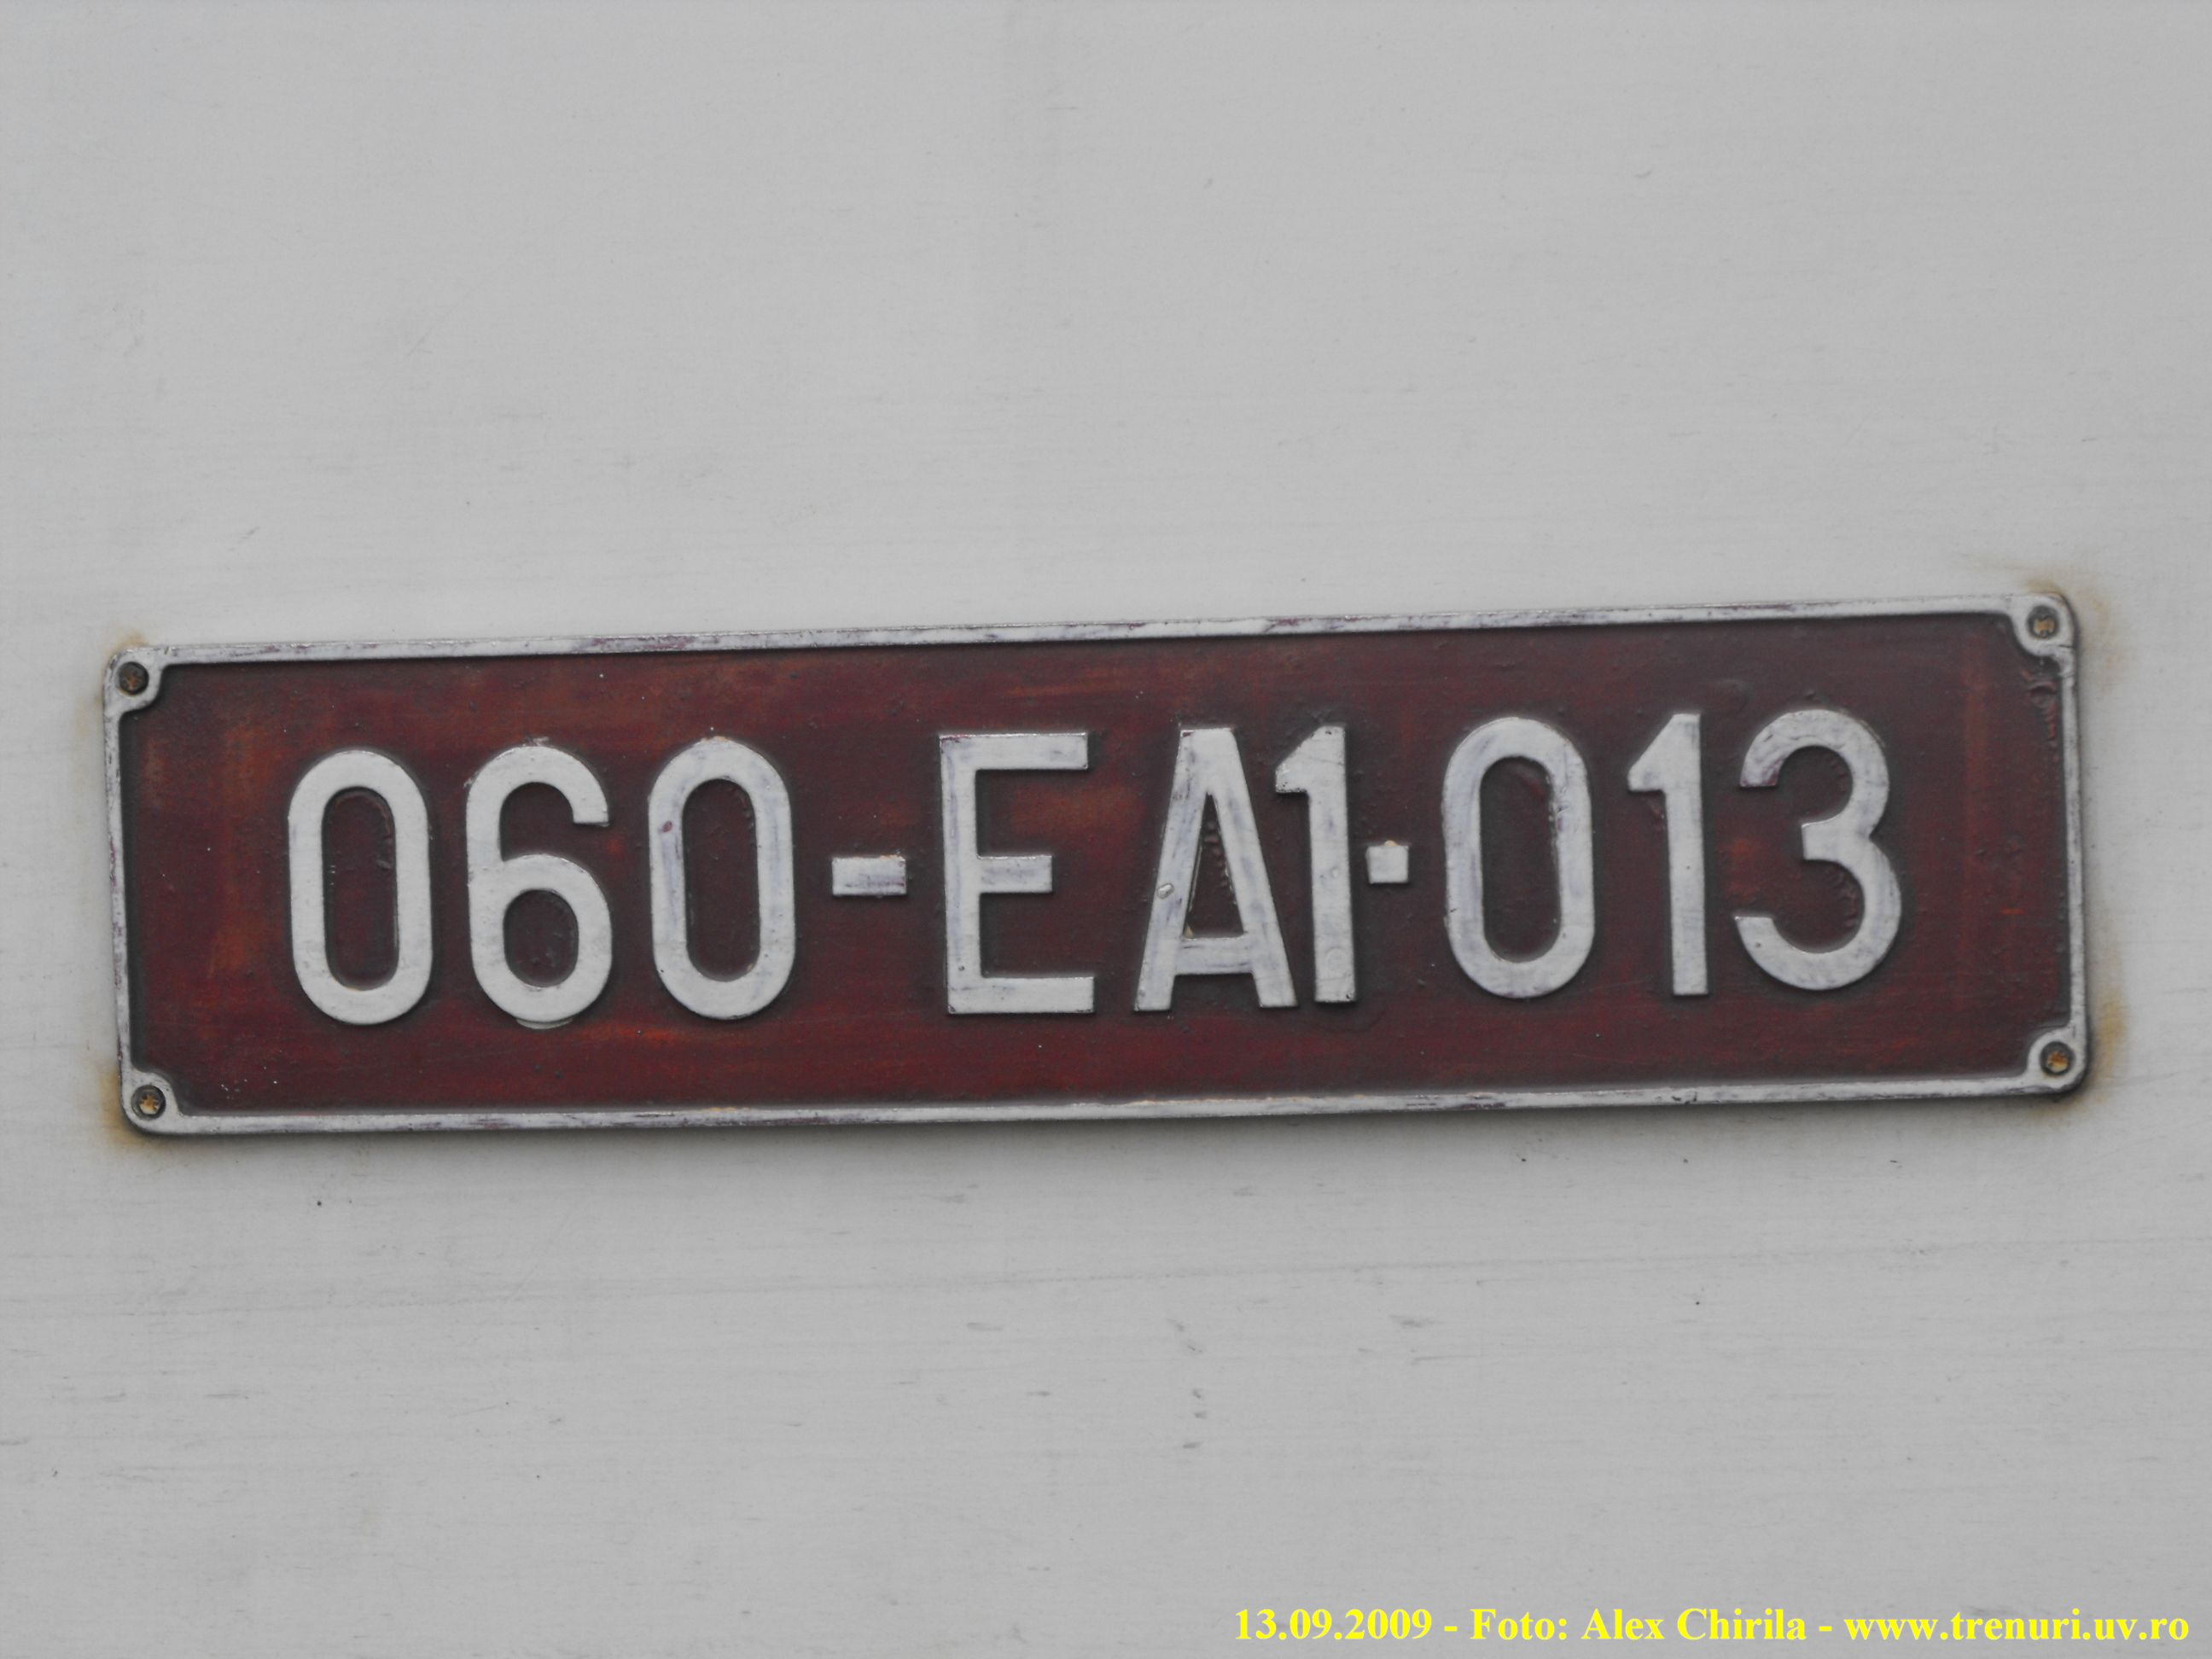 060-EA1-013
13.09.2009 - Foto: Alex Chirila - www.trenuri.uv.ro